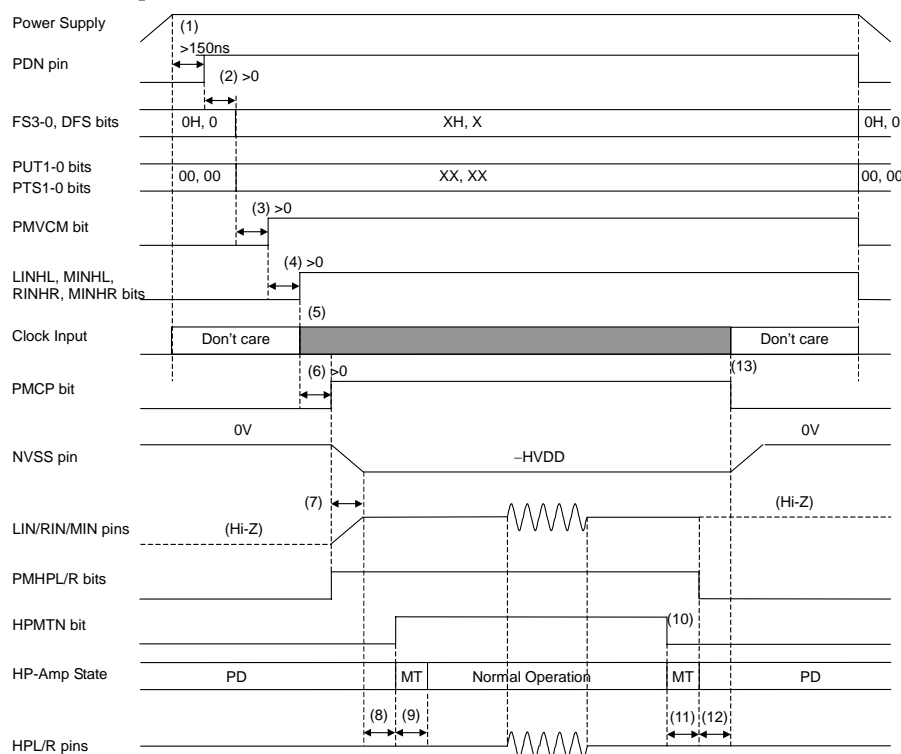 Power Supply
(1)
>150ns
PDN pin
(2) >0
FS3-0, DFS bits
0H, 0
XH, X
0H, 0
PUT1-0 bits
PTS1-0 bits
00, 00
XX, XX
00, 00
(3) >0
PMVCM bit
(4) >0
LINHL, MINHL,
RINHR, MINHR bits
(5)
Clock Input
Don't care
Don't care
(6) >0
(13)
PMCP bit
0V
0V
NVSS pin
−HVDD
(7)
(Hi-Z)
LIN/RIN/MIN pins
(Hi-Z)
PMHPL/R bits
HPMTN bit
(10)
HP-Amp State
PD
MT
Normal Operation
MT
PD
(8)
(9)
(11)
(12)
HPL/R pins